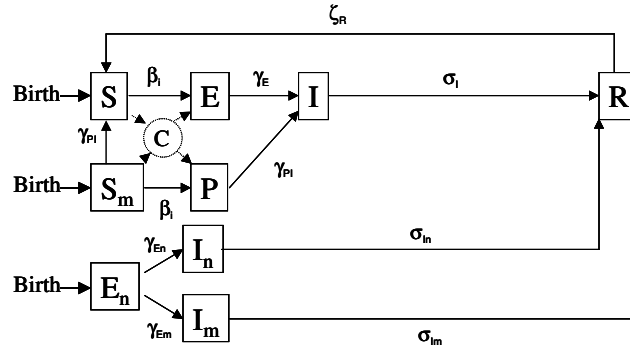 ζR
Birth S βi E γE I σI R
γPI C
Birth Sm βi P γPI
γEn In σIn
Birth En
γEm Im σIm